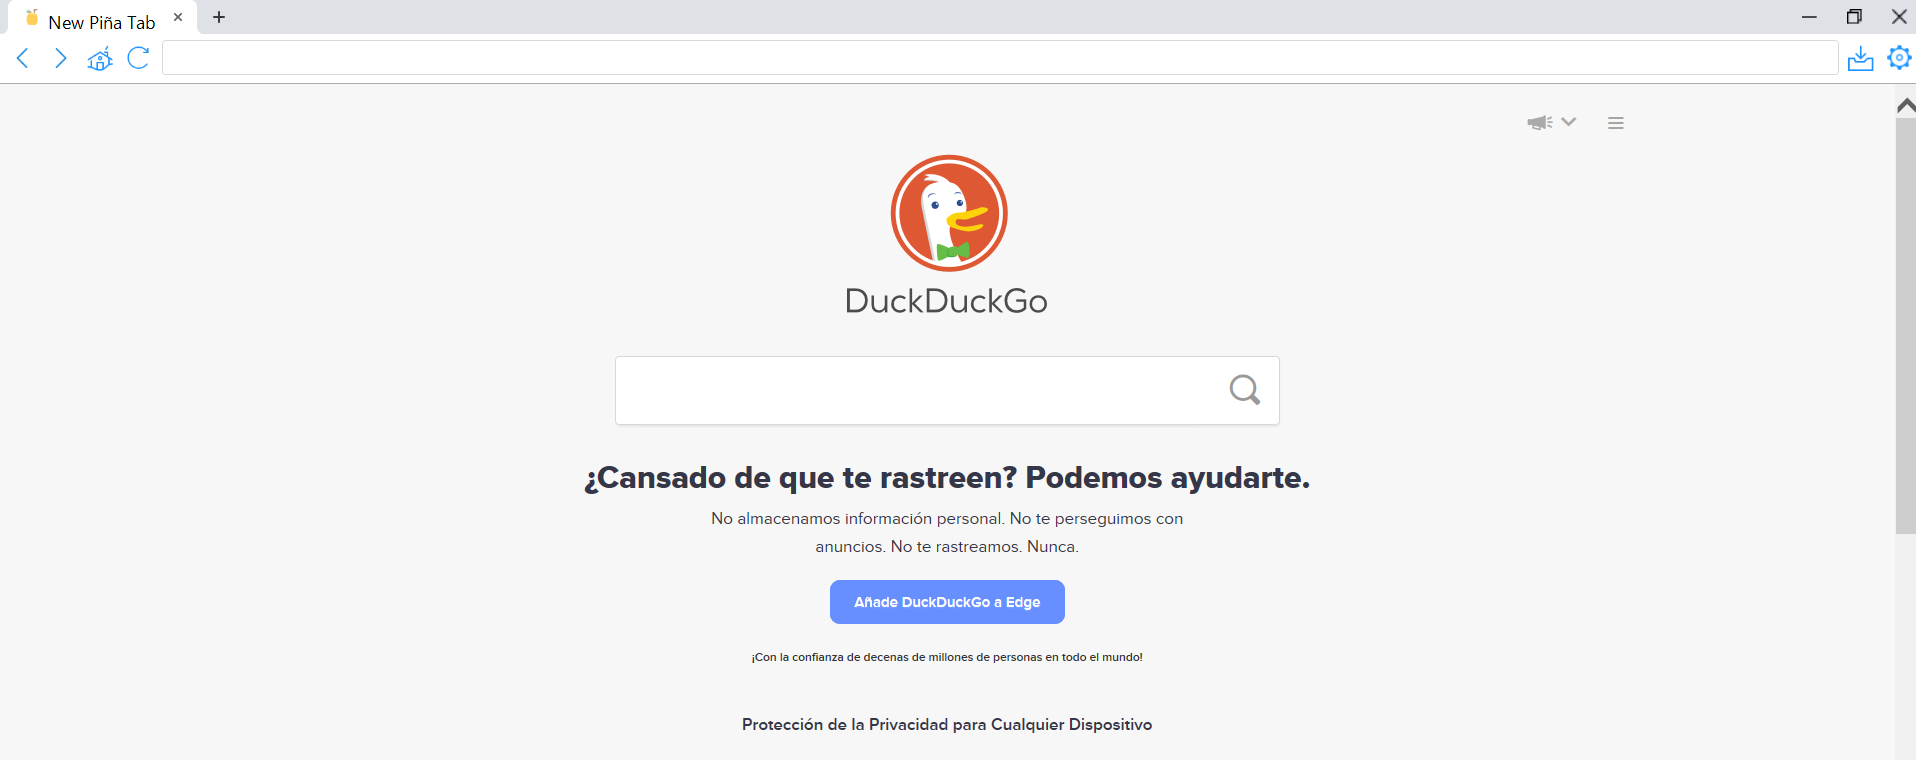 New Piña Tab
DuckDuckGo
¿Cansado de que te rastreen? Podemos ayudarte.
No almacenamos información personal. No te perseguimos con
anuncios. No te rastreamos. Nunca.
Añade DuckDuckGo a Edge
¡Con la confianza de decenas de millones de personas en todo el mundo!
Protección de la Privacidad para Cualquier Dispositivo